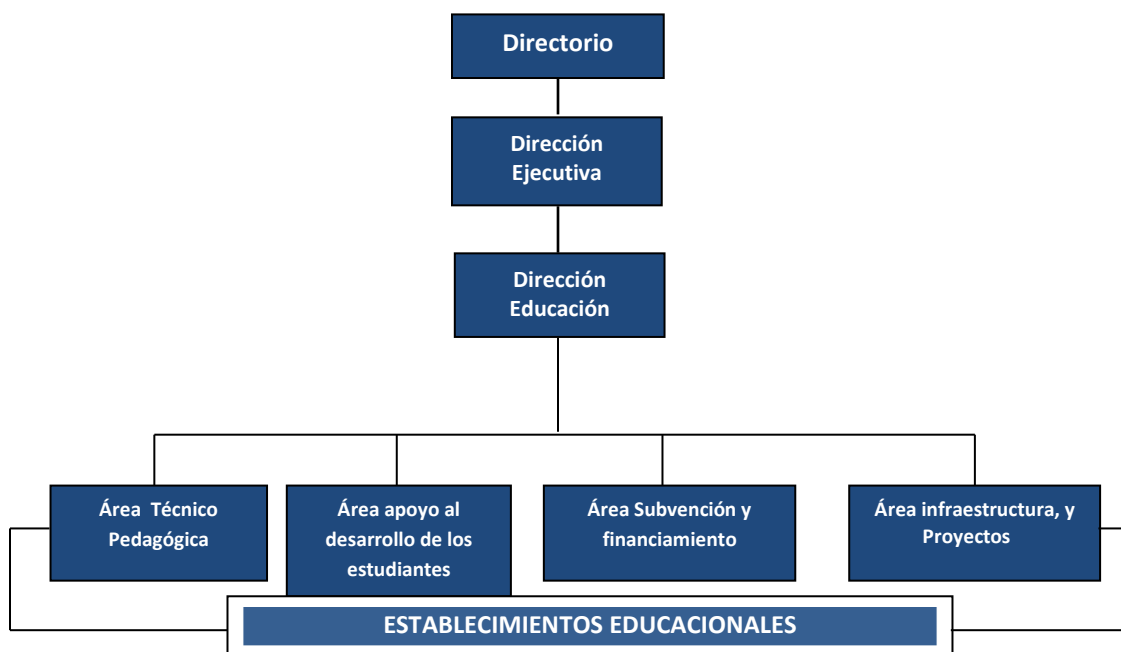 Directorio
Dirección
Ejecutiva
Dirección
Educación
Área Técnico
Pedagógica
Área apoyo al
desarrollo de los
estudiantes
Área Subvención y
financiamiento
Área infraestructura, y
Proyectos
ESTABLECIMIENTOS EDUCACIONALES